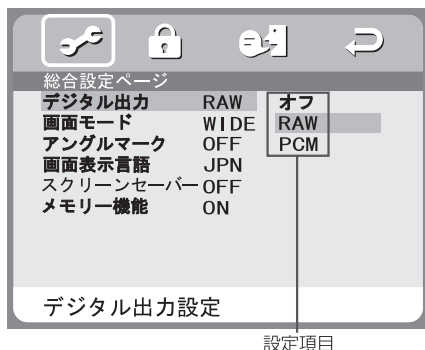 総合設定ページ
デジタル出力 RAW オフ
画面モード WIDE RAW
アングルマーク OFF PCM
画面表示言語 JPN
スクリーンセーバー OFF
メモリー機能 ON
デジタル出力設定
設定項目